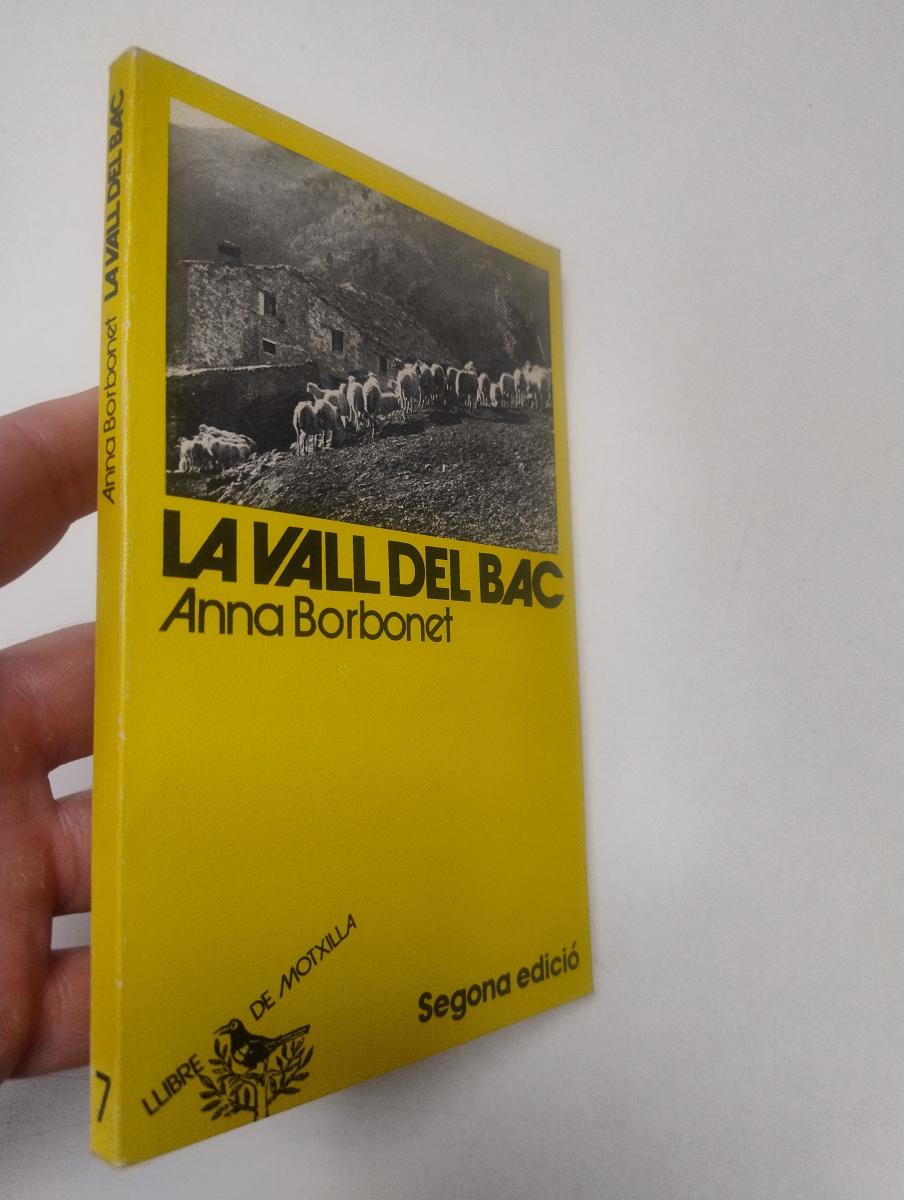 Anna Borbonet LA VALL DEL BAC
7
LA VALL DEL BAC
Anna Borbonet
LLIBRE DE MOTXILLA
Segona edició